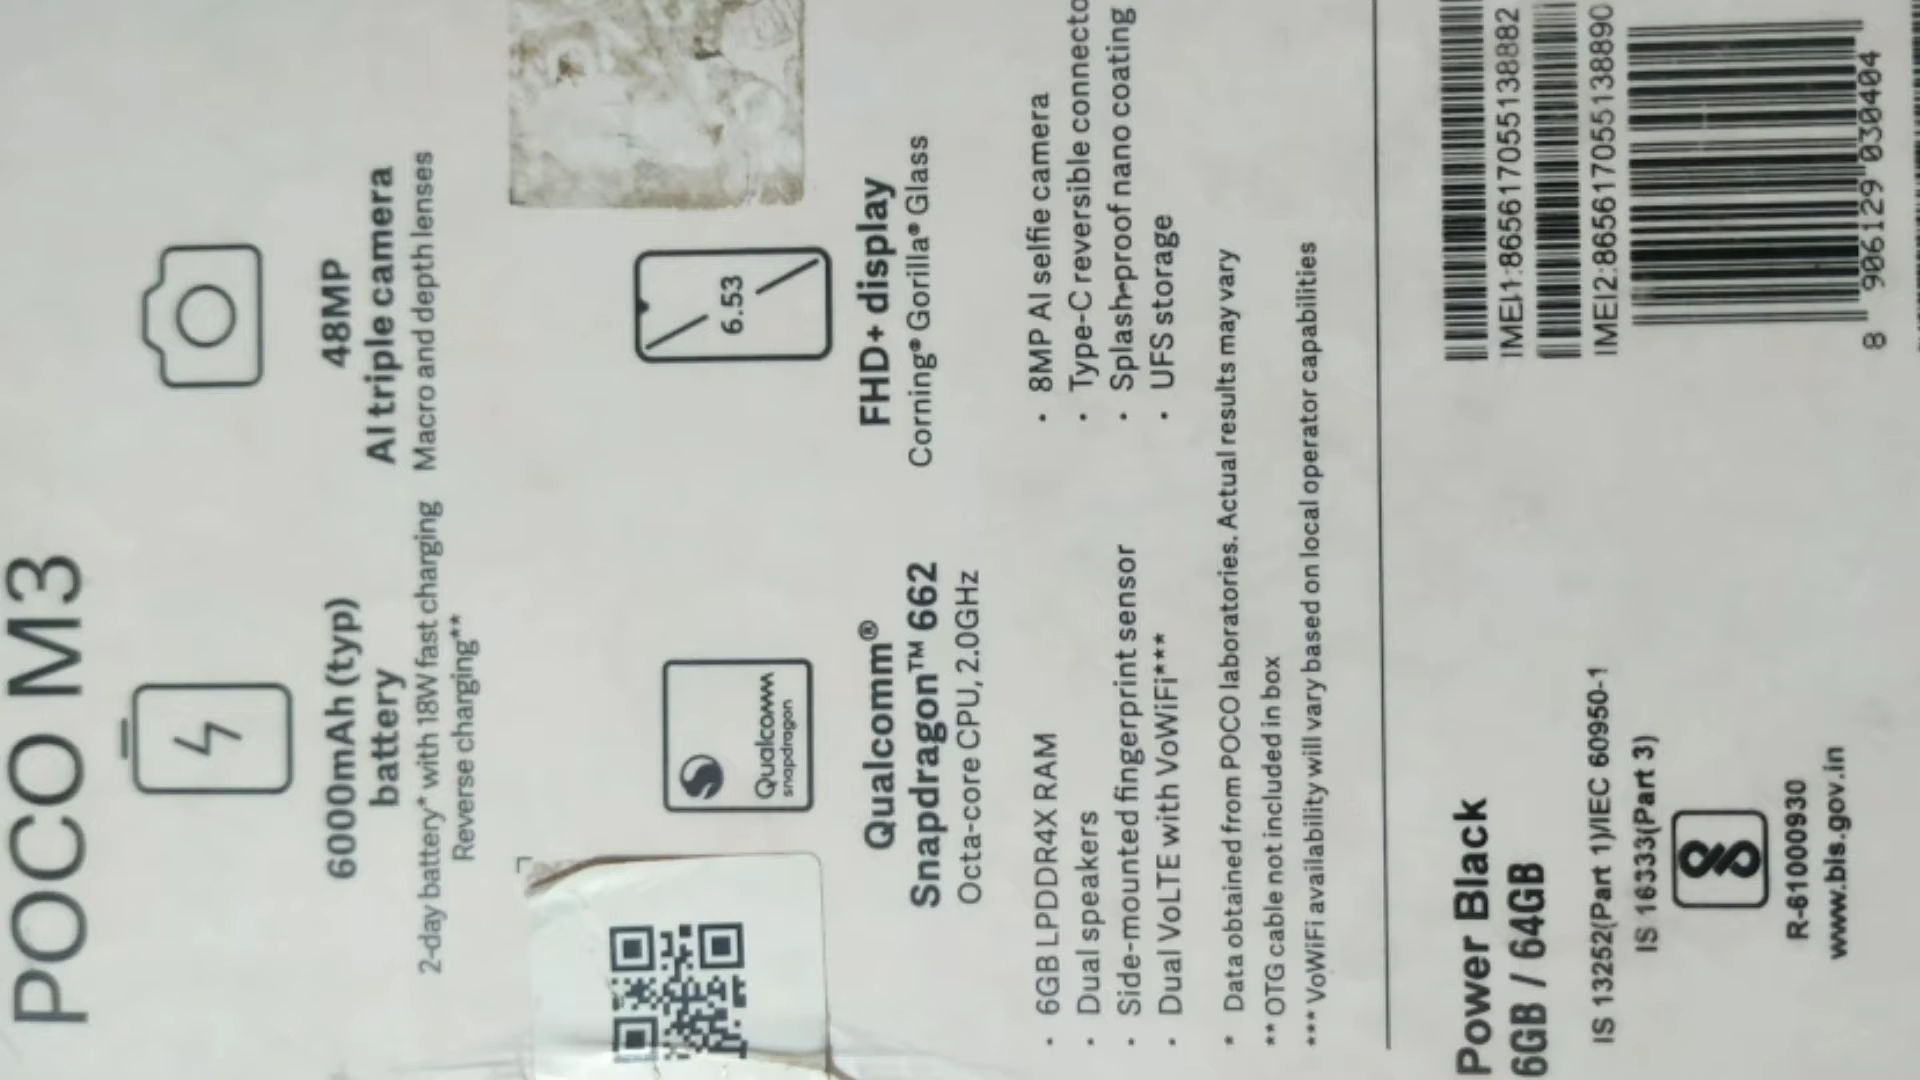 POCO M3
6000mAh (typ)
battery
2-day battery* with 18W fast charging
Reverse charging**
48MP
AI triple camera
Macro and depth lenses
Qualcomm
snapdragon
Qualcomm®
Snapdragon™ 662
Octa-core CPU, 2.0GHz
6.53
FHD+ display
Corning® Gorilla® Glass
• 6GB LPDDR4X RAM
• Dual speakers
• Side-mounted fingerprint sensor
• Dual VoLTE with VoWiFi***
• 8MP AI selfie camera
• Type-C reversible connecto
• Splash-proof nano coating
• UFS storage
* Data obtained from POCO laboratories. Actual results may vary
** OTG cable not included in box
*** VoWiFi availability will vary based on local operator capabilities
Power Black
6GB / 64GB
IS 13252(Part 1)/IEC 60950-1
IS 16333(Part 3)
R-61000930
www.bis.gov.in
IMEI1:865617055138882
IMEI2:865617055138890
8 906129 030404